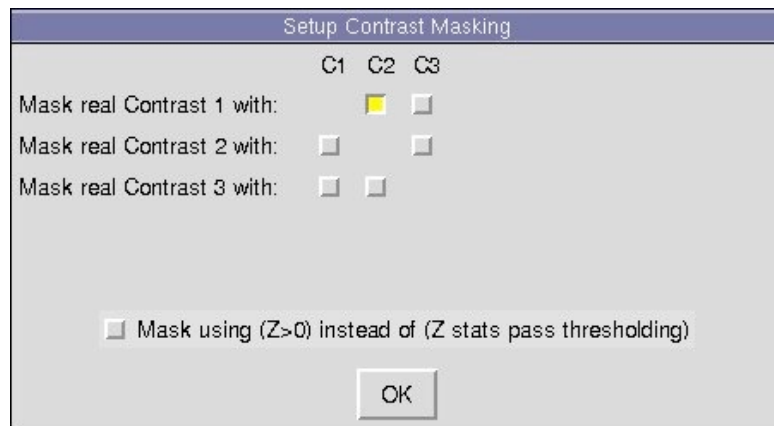 Setup Contrast Masking
C1 C2 C3
Mask real Contrast 1 with:
Mask real Contrast 2 with:
Mask real Contrast 3 with:
Mask using (Z>0) instead of (Z stats pass thresholding)
OK